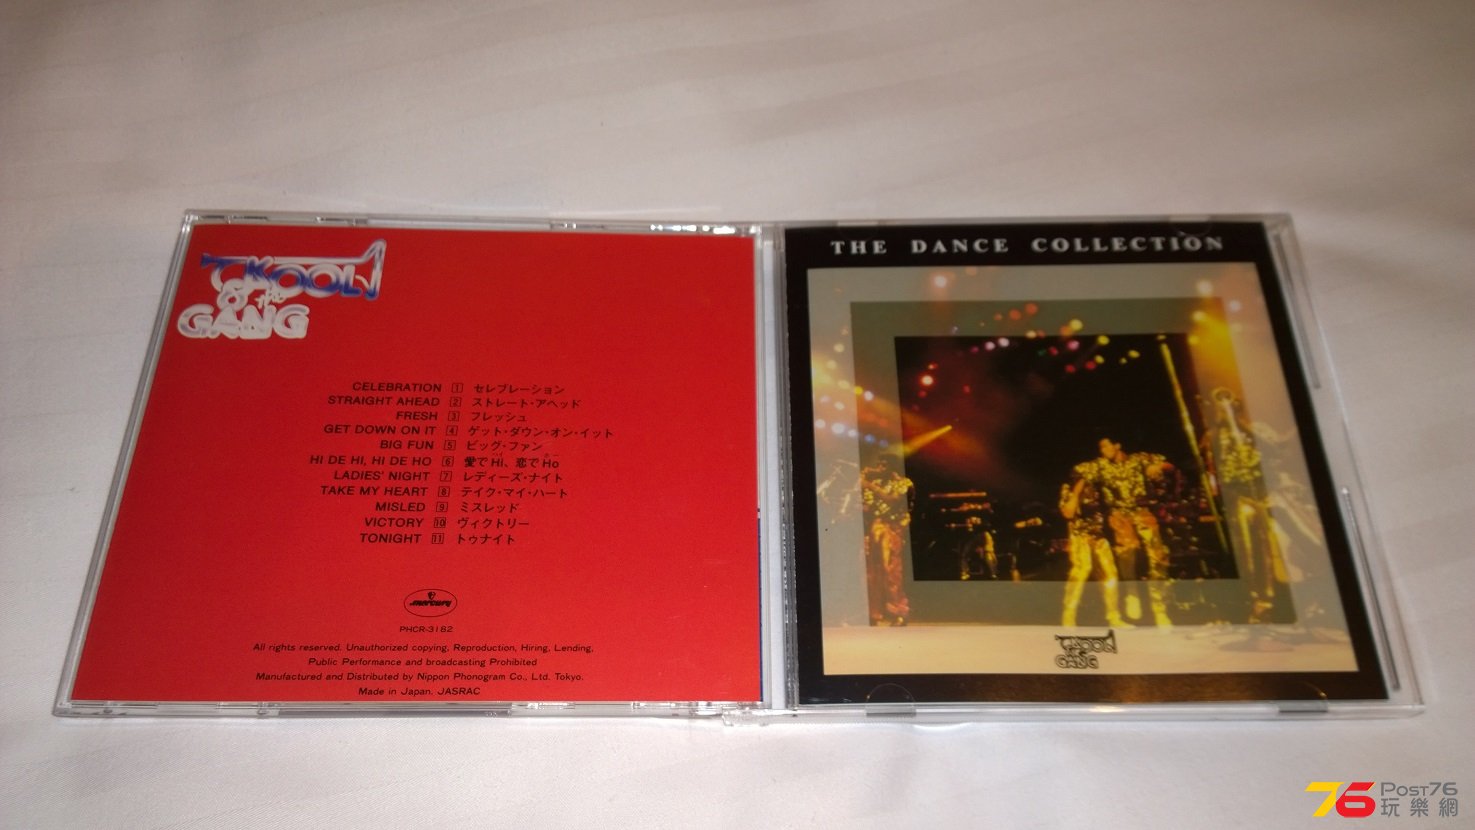 KOOL
& the
GANG
CELEBRATION 1 セレブレーション
STRAIGHT AHEAD 2 ストレート・アヘッド
FRESH 3 フレッシュ
GET DOWN ON IT 4 ゲット・ダウン・オン・イット
BIG FUN 5 ビッグ・ファン
HI DE HI, HI DE HO 6 愛でHi、恋でHo
LADIES' NIGHT 7 レディーズ・ナイト
TAKE MY HEART 8 テイク・マイ・ハート
MISLED 9 ミスレッド
VICTORY 10 ヴィクトリー
TONIGHT 11 トゥナイト
mercury
PHCR-3182
All rights reserved. Unauthorized copying, Reproduction, Hiring, Lending,
Public Performance and broadcasting Prohibited
Manufactured and Distributed by Nippon Phonogram Co., Ltd. Tokyo.
Made in Japan. JASRAC
THE DANCE COLLECTION
KOOL
& the
GANG
76 POST76
玩樂網